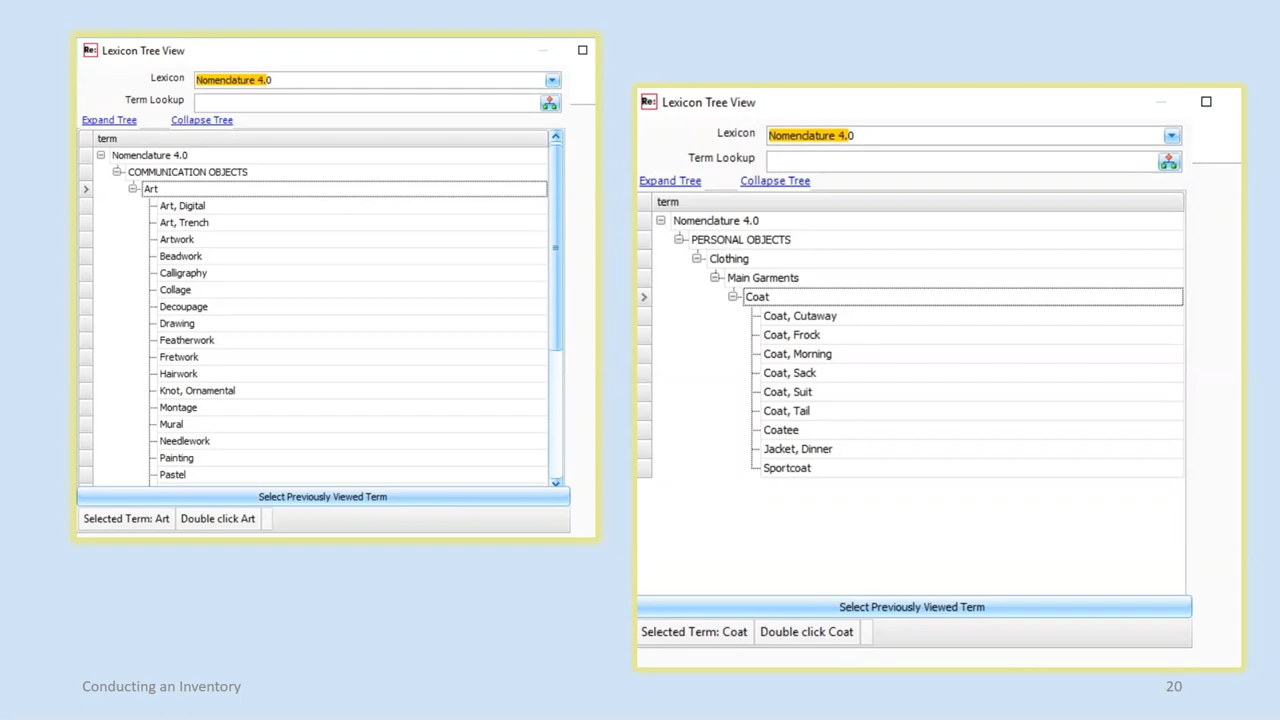 Re: Lexicon Tree View
Lexicon Nomenclature 4.0
Term Lookup
Expand Tree Collapse Tree
term
Nomenclature 4.0
COMMUNICATION OBJECTS
Art
Art, Digital
Art, Trench
Artwork
Beadwork
Calligraphy
Collage
Decoupage
Drawing
Featherwork
Fretwork
Hairwork
Knot, Ornamental
Montage
Mural
Needlework
Painting
Pastel
Select Previously Viewed Term
Selected Term: Art Double click Art
Re: Lexicon Tree View
Lexicon Nomenclature 4.0
Term Lookup
Expand Tree Collapse Tree
term
Nomenclature 4.0
PERSONAL OBJECTS
Clothing
Main Garments
Coat
Coat, Cutaway
Coat, Frock
Coat, Morning
Coat, Sack
Coat, Suit
Coat, Tail
Coatee
Jacket, Dinner
Sportcoat
Select Previously Viewed Term
Selected Term: Coat Double click Coat
Conducting an Inventory 20